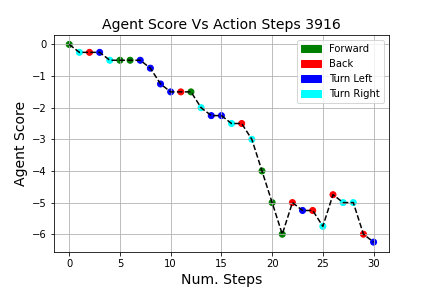 Agent Score Vs Action Steps 3916
Forward
Back
Turn Left
Turn Right
Agent Score
0
−1
−2
−3
−4
−5
−6
0 5 10 15 20 25 30
Num. Steps